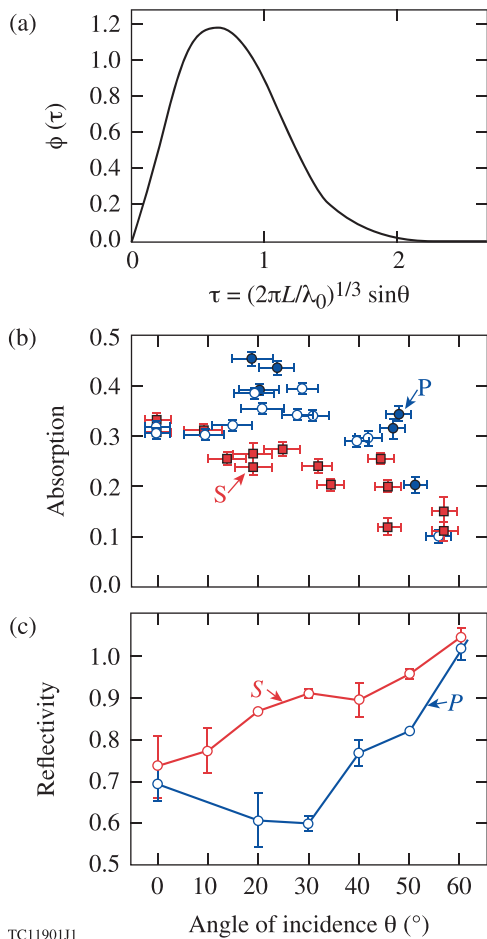 (a)
1.2
1.0
0.8
0.6
0.4
0.2
0.0
ϕ (τ)
0 1 2
τ = (2πL/λ₀)^1/3 sinθ
(b)
0.5
0.4
0.3
0.2
0.1
0.0
Absorption
P
S
(c)
1.0
0.9
0.8
0.7
0.6
0.5
Reflectivity
S
P
0 10 20 30 40 50 60
Angle of incidence θ (°)
TC11901J1